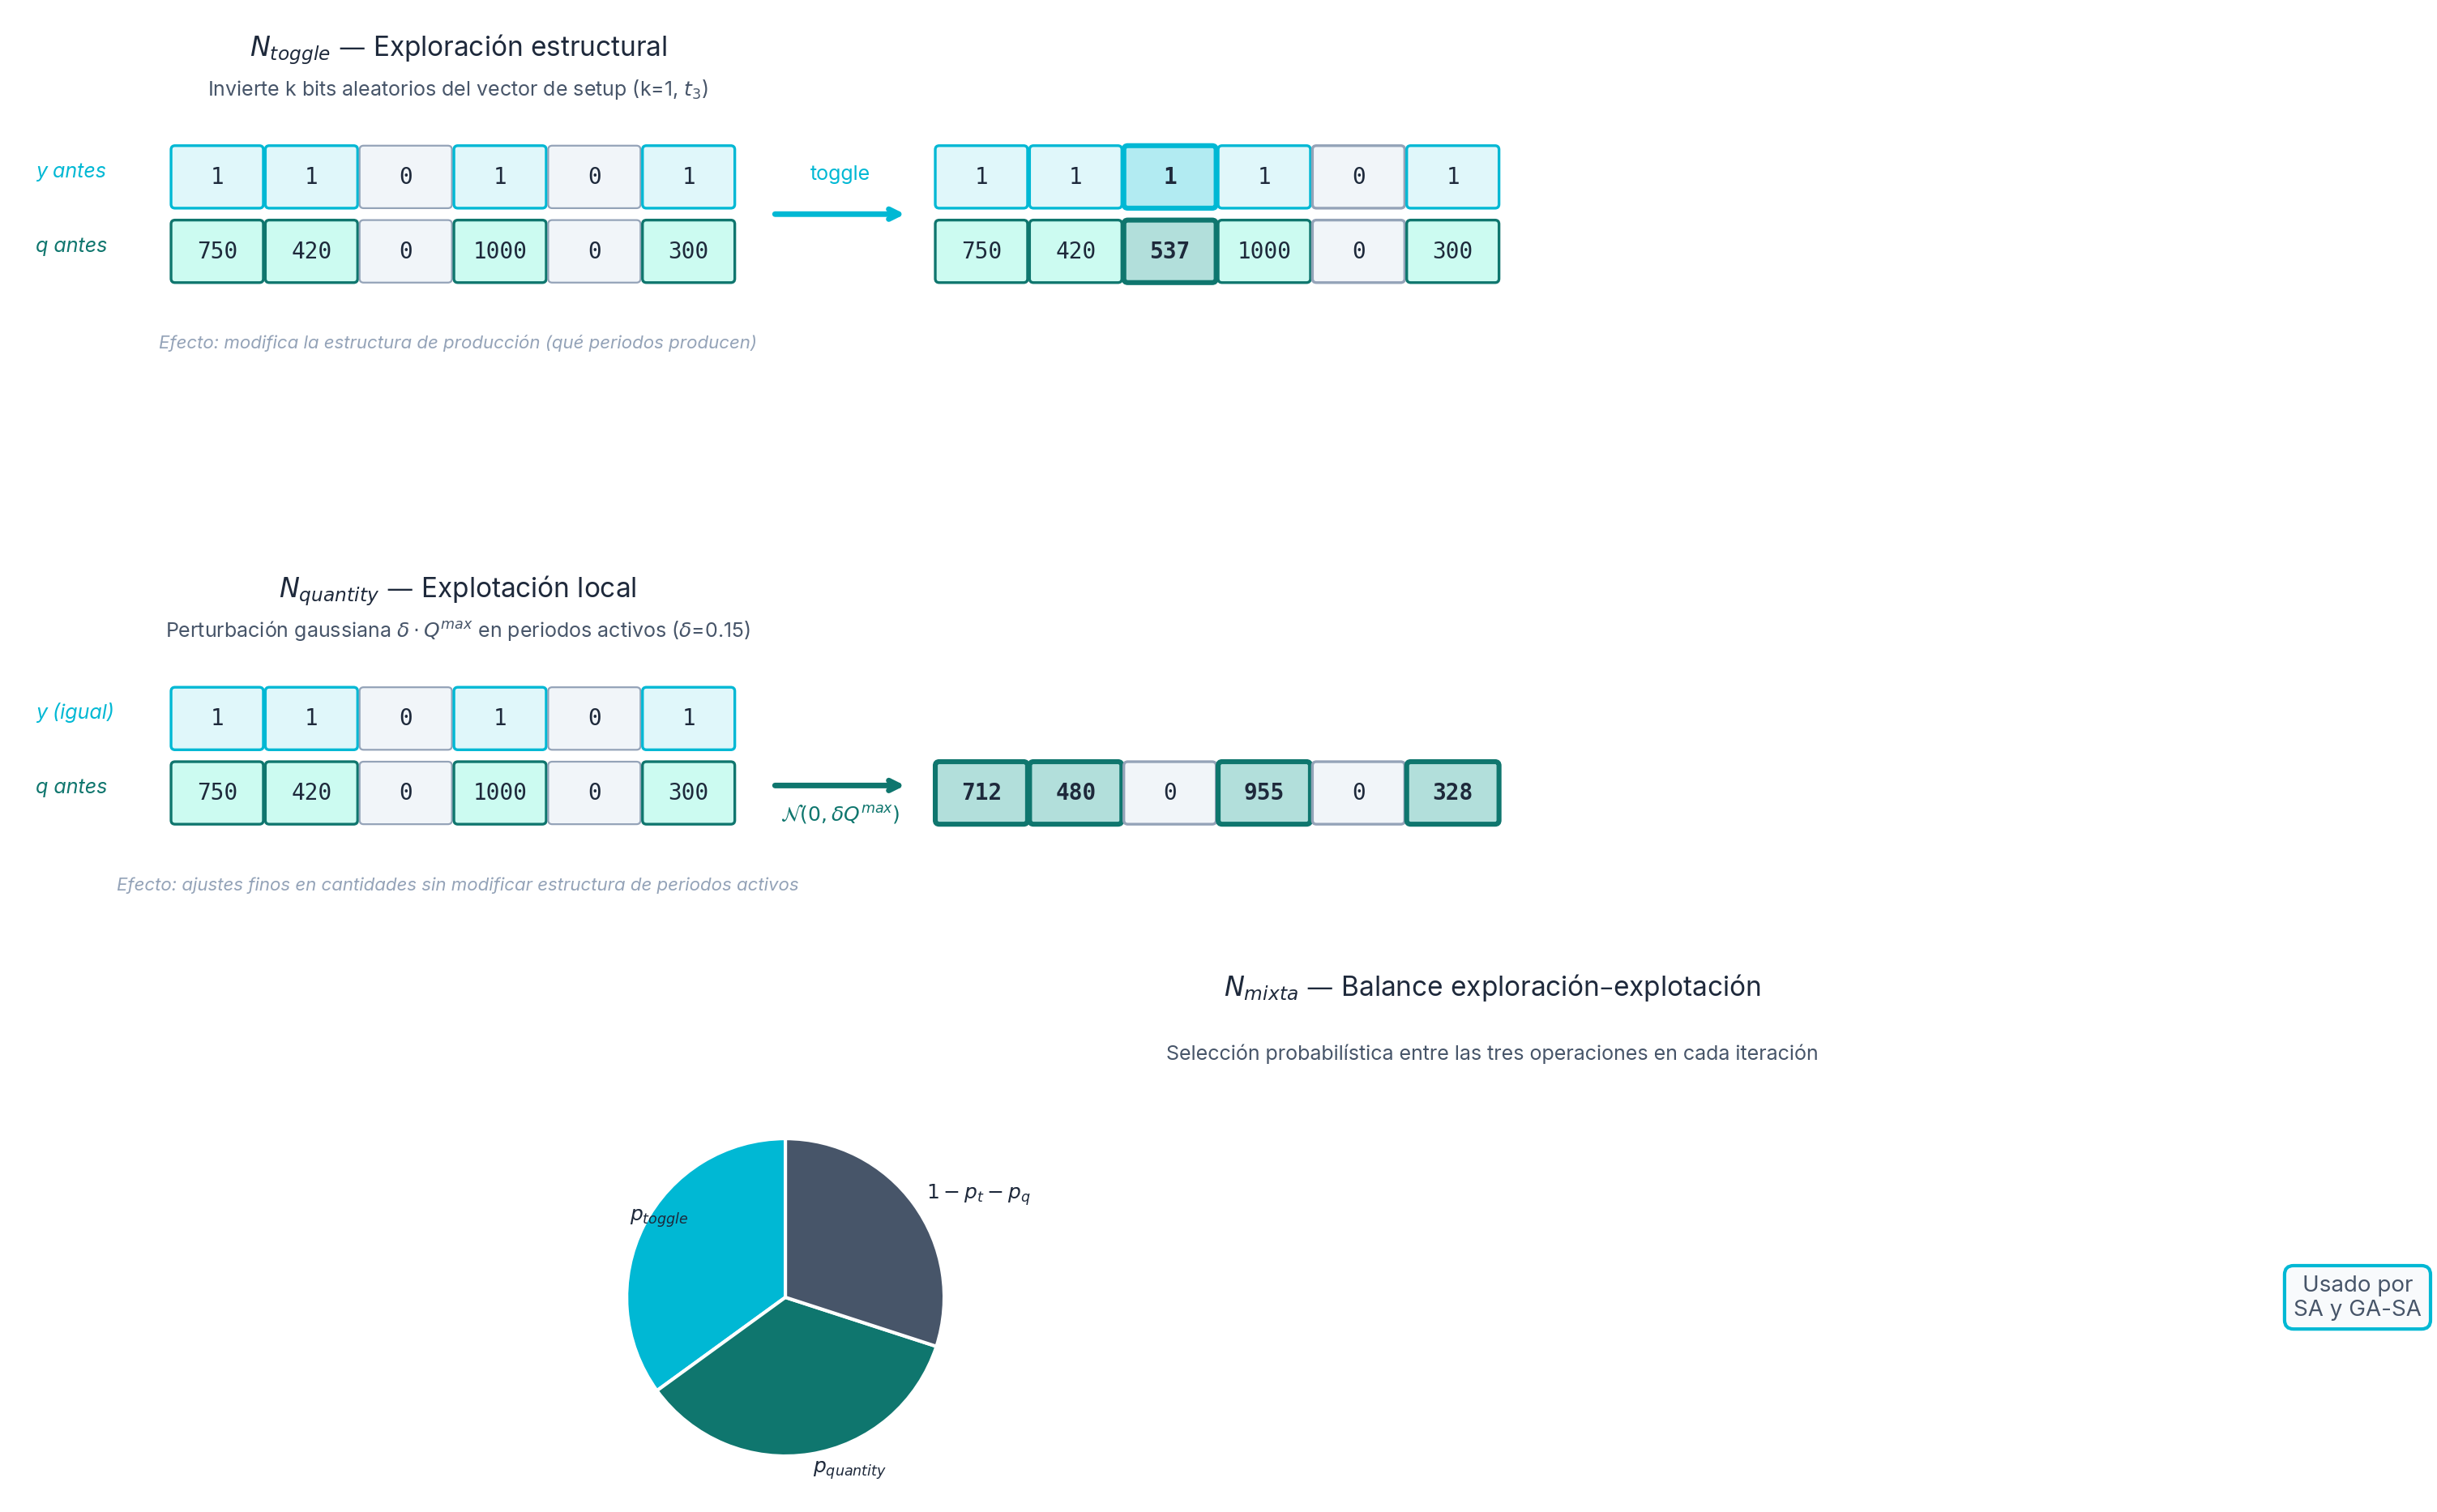 N_toggle — Exploración estructural
Invierte k bits aleatorios del vector de setup (k=1, t_3)
y antes 1 1 0 1 0 1 toggle 1 1 1 1 0 1
q antes 750 420 0 1000 0 300 750 420 537 1000 0 300
Efecto: modifica la estructura de producción (qué periodos producen)
N_quantity — Explotación local
Perturbación gaussiana δ · Q^max en periodos activos (δ=0.15)
y (igual) 1 1 0 1 0 1
q antes 750 420 0 1000 0 300 712 480 0 955 0 328
𝒩(0, δQ^max)
Efecto: ajustes finos en cantidades sin modificar estructura de periodos activos
N_mixta — Balance exploración–explotación
Selección probabilística entre las tres operaciones en cada iteración
1 − p_t − p_q
p_toggle
p_quantity
Usado por
SA y GA-SA